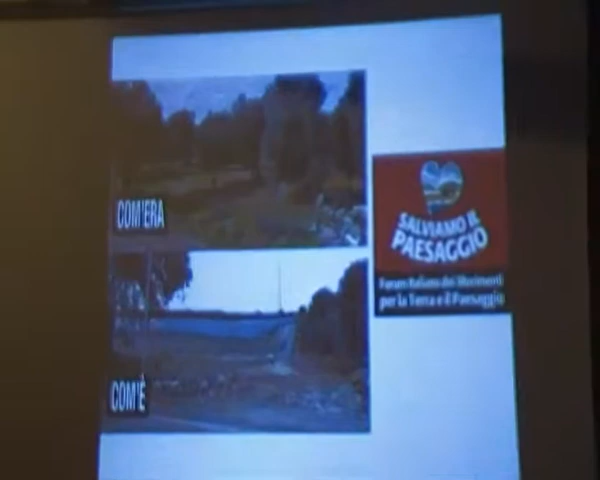 COM'ERA
COM'È
SALVIAMO IL
PAESAGGIO
Forum Italiano dei Movimenti
per la Terra e il Paesaggio